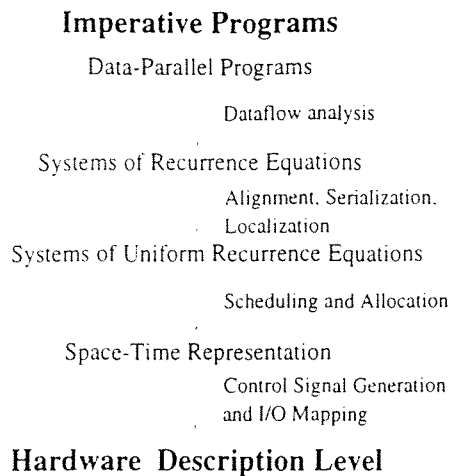 Imperative Programs
Data-Parallel Programs
Dataflow analysis
Systems of Recurrence Equations
Alignment, Serialization,
Localization
Systems of Uniform Recurrence Equations
Scheduling and Allocation
Space-Time Representation
Control Signal Generation
and I/O Mapping
Hardware Description Level